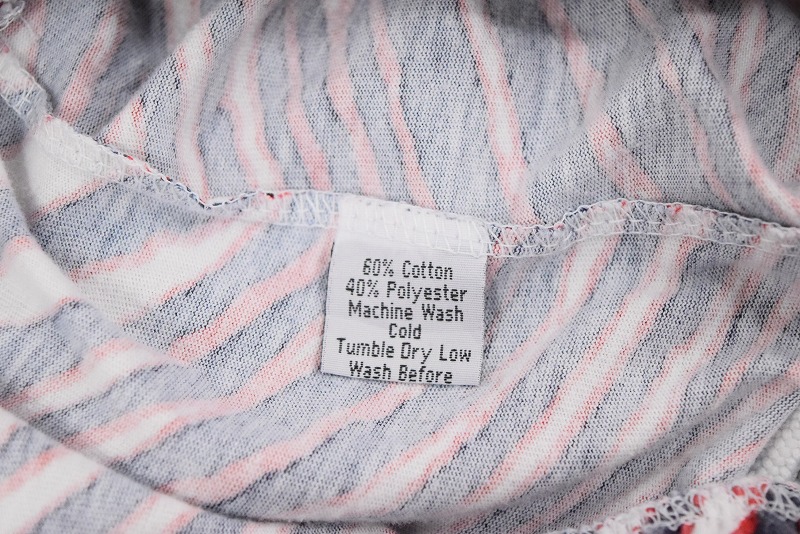 60% Cotton
40% Polyester
Machine Wash
Cold
Tumble Dry Low
Wash Before